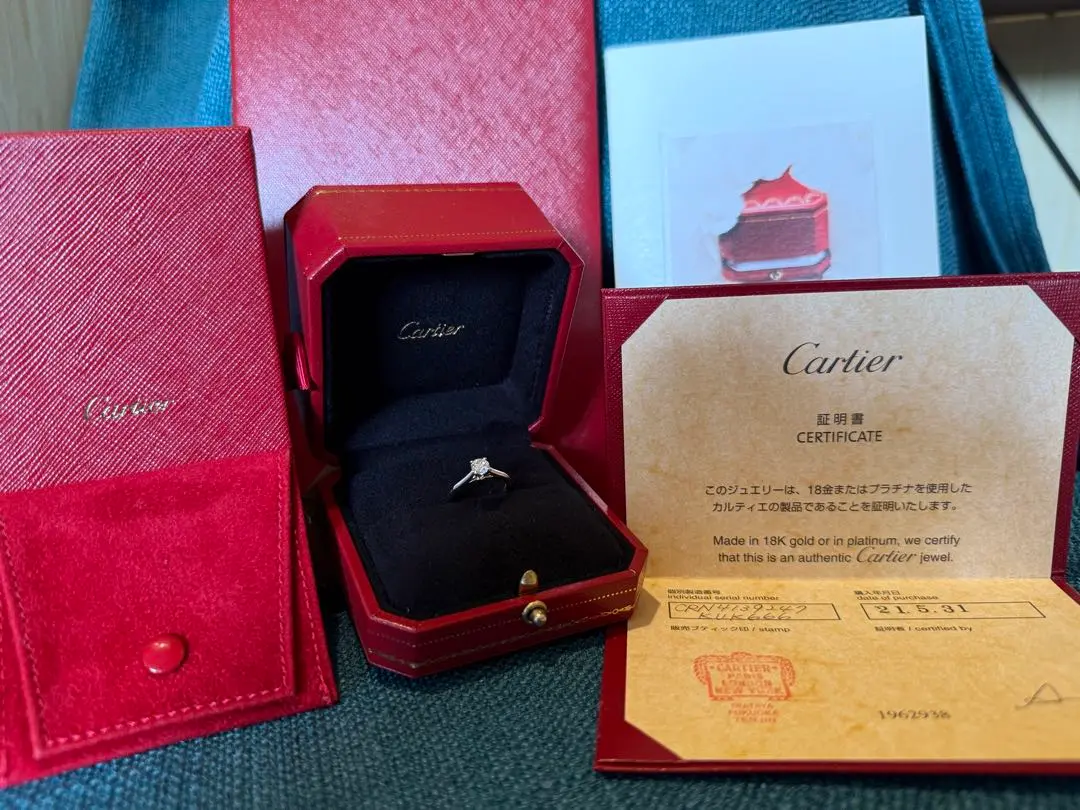 Cartier
Cartier
Cartier
証明書
CERTIFICATE
このジュエリーは、18金またはプラチナを使用した
カルティエの製品であることを証明いたします。
Made in 18K gold or in platinum, we certify
that this is an authentic Cartier jewel.
個別製造番号
individual serial number
CRN4139247
KUK666
購入年月日
date of purchase
21.5.31
販売ブティック印 / stamp
証明者 / certified by
CARTIER
PARIS
LONDON
NEW YORK
FUKUOKA
1962938